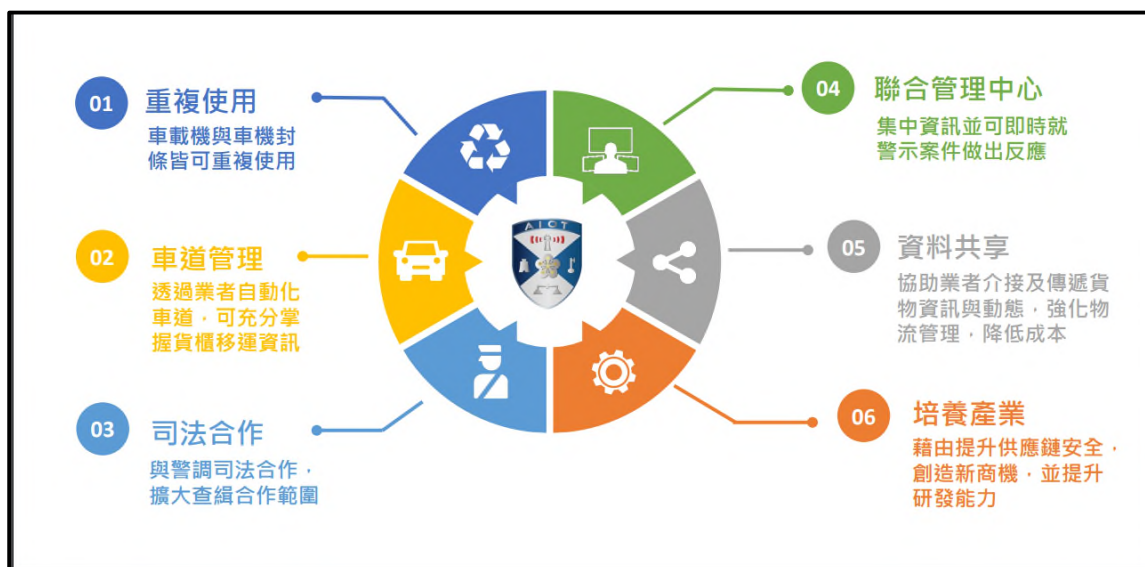 01
重複使用
車載機與車機封
條皆可重複使用
02
車道管理
透過業者自動化
車道，可充分掌
握貨櫃移運資訊
03
司法合作
與警調司法合作，
擴大查緝合作範圍
AICT
04
聯合管理中心
集中資訊並可即時就
警示案件做出反應
05
資料共享
協助業者介接及傳遞貨
物資訊與動態，強化物
流管理，降低成本
06
培養產業
藉由提升供應鏈安全，
創造新商機，並提升
研發能力